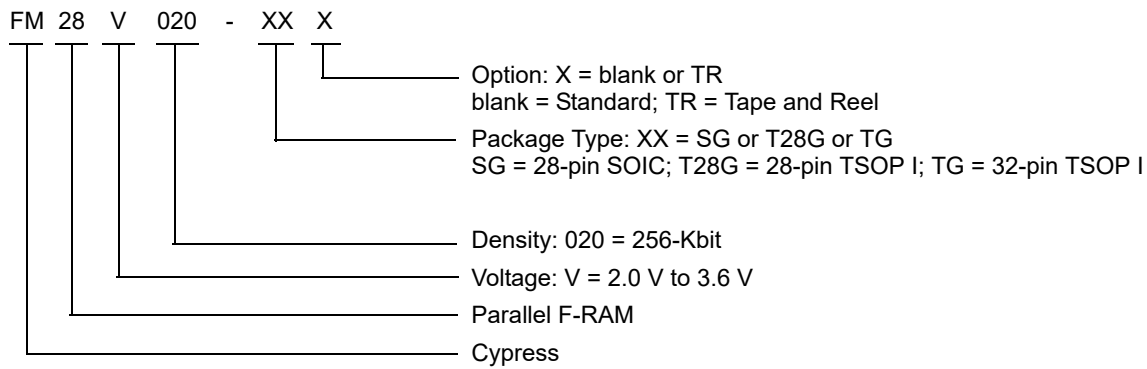 FM 28 V 020 - XX X
Option: X = blank or TR
blank = Standard; TR = Tape and Reel
Package Type: XX = SG or T28G or TG
SG = 28-pin SOIC; T28G = 28-pin TSOP I; TG = 32-pin TSOP I
Density: 020 = 256-Kbit
Voltage: V = 2.0 V to 3.6 V
Parallel F-RAM
Cypress